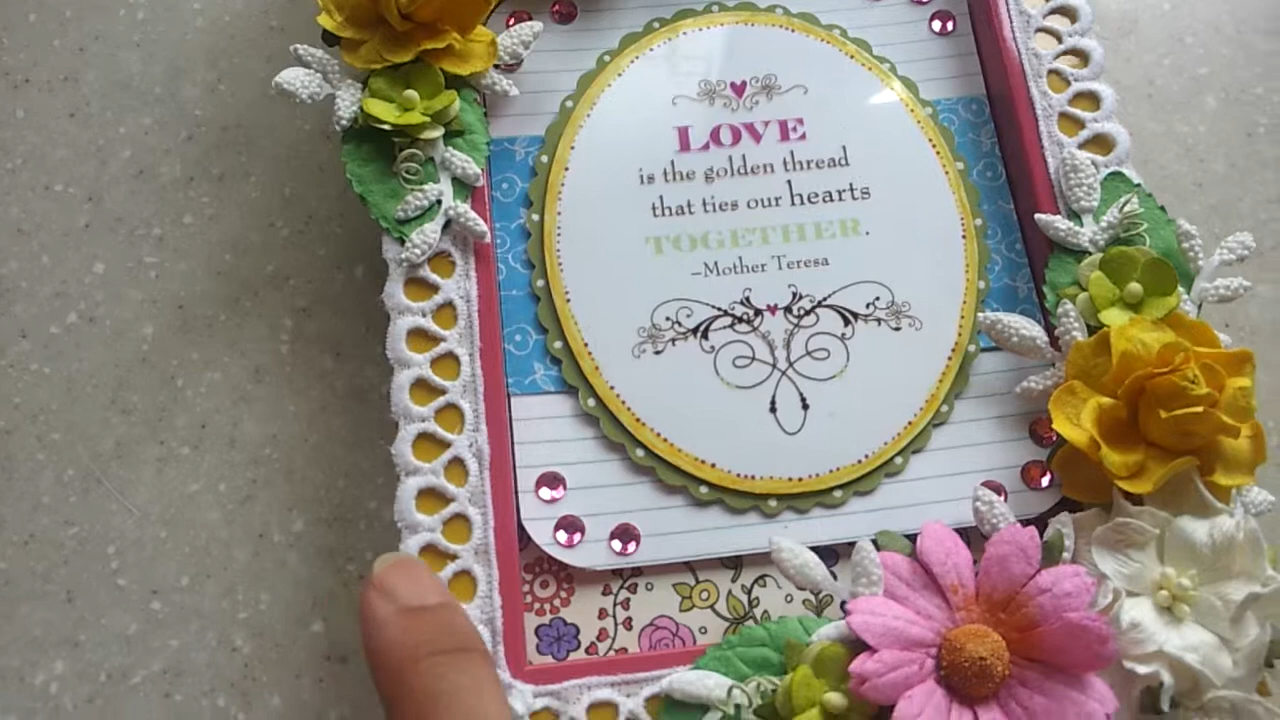 LOVE
is the golden thread
that ties our hearts
TOGETHER.
–Mother Teresa